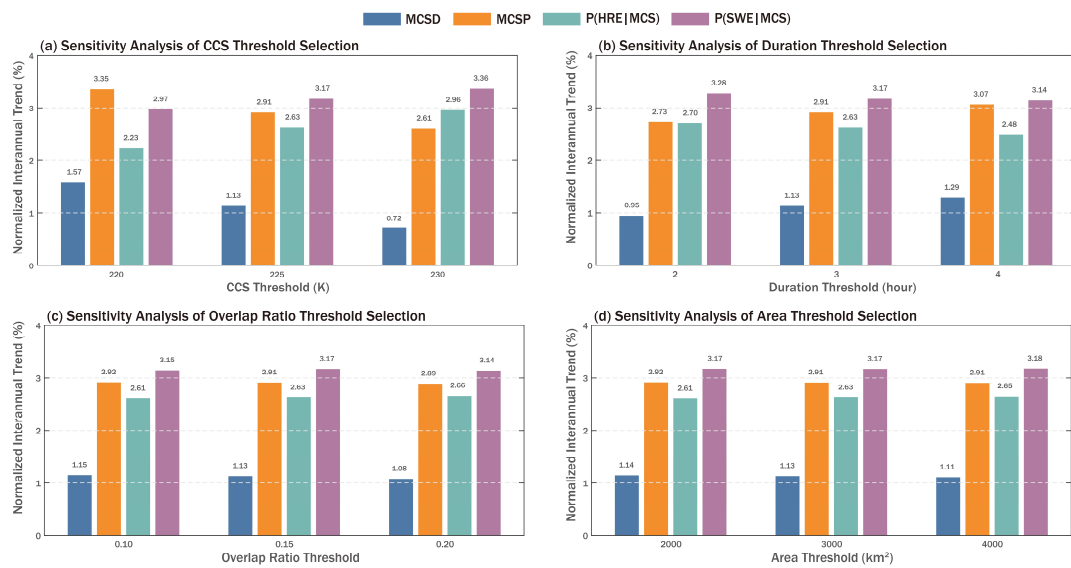 MCSD MCSP P(HRE|MCS) P(SWE|MCS)
(a) Sensitivity Analysis of CCS Threshold Selection
Normalized Interannual Trend (%)
4
3
2
1
0
1.57 3.35 2.23 2.97
1.13 2.91 2.63 3.17
0.72 2.61 2.96 3.36
220 225 230
CCS Threshold (K)
(b) Sensitivity Analysis of Duration Threshold Selection
Normalized Interannual Trend (%)
4
3
2
1
0
0.95 2.73 2.70 3.28
1.13 2.91 2.63 3.17
1.29 3.07 2.48 3.14
2 3 4
Duration Threshold (hour)
(c) Sensitivity Analysis of Overlap Ratio Threshold Selection
Normalized Interannual Trend (%)
4
3
2
1
0
1.15 2.92 2.61 3.15
1.13 2.91 2.63 3.17
1.08 2.89 2.66 3.14
0.10 0.15 0.20
Overlap Ratio Threshold
(d) Sensitivity Analysis of Area Threshold Selection
Normalized Interannual Trend (%)
4
3
2
1
0
1.14 2.92 2.61 3.17
1.13 2.91 2.63 3.17
1.11 2.91 2.65 3.18
2000 3000 4000
Area Threshold (km²)